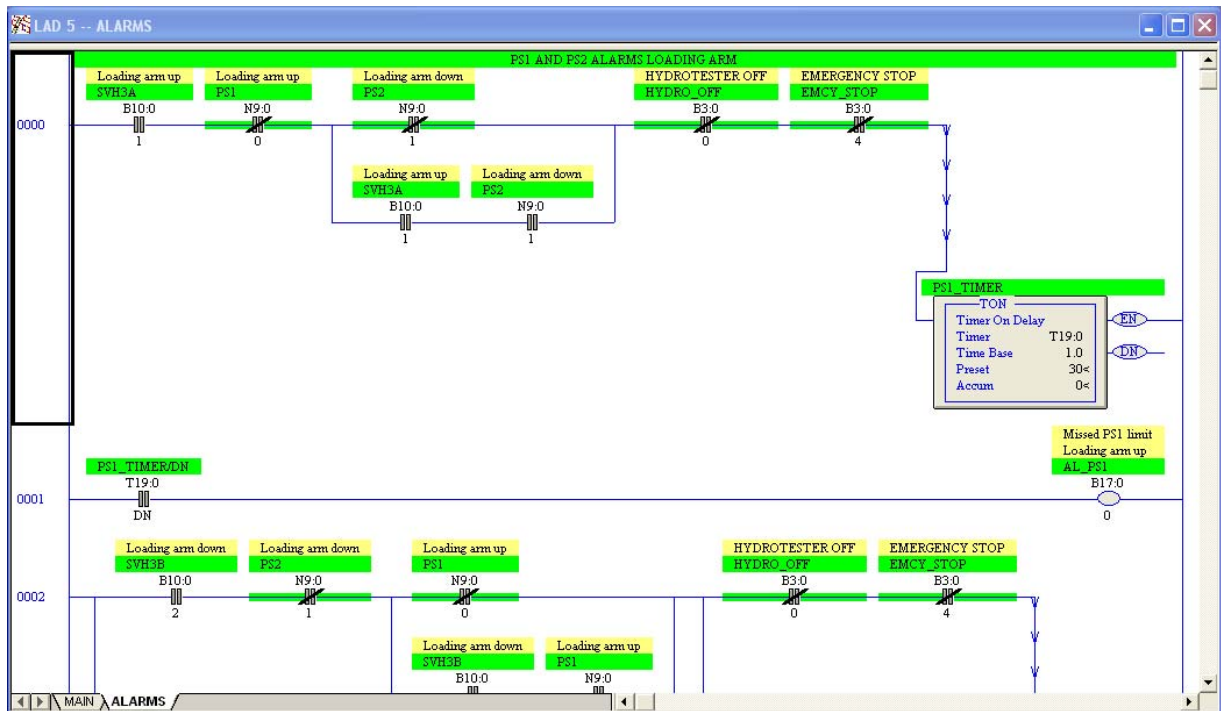 LAD 5 -- ALARMS
PS1 AND PS2 ALARMS LOADING ARM
Loading arm up Loading arm up Loading arm down HYDROTESTER OFF EMERGENCY STOP
SVH3A PS1 PS2 HYDRO_OFF EMCY_STOP
B10:0 N9:0 N9:0 B3:0 B3:0
0000
1 0 1 0 4
Loading arm up Loading arm down
SVH3A PS2
B10:0 N9:0
1 1
PS1_TIMER
TON
Timer On Delay EN
Timer T19:0
Time Base 1.0 DN
Preset 30<
Accum 0<
Missed PS1 limit
Loading arm up
PS1_TIMER/DN AL_PS1
T19:0 B17:0
0001
DN 0
Loading arm down Loading arm down Loading arm up HYDROTESTER OFF EMERGENCY STOP
SVH3B PS2 PS1 HYDRO_OFF EMCY_STOP
B10:0 N9:0 N9:0 B3:0 B3:0
0002
2 1 0 0 4
Loading arm down Loading arm up
SVH3B PS1
B10:0 N9:0
MAIN ALARMS